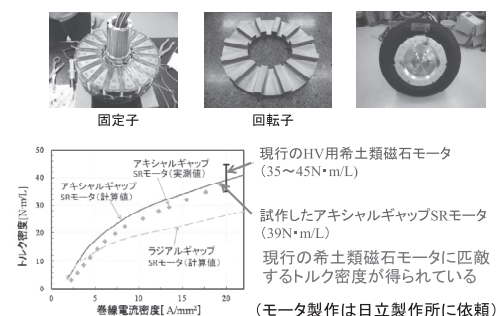 固定子
回転子
50
40
30
20
10
0
0
5
10
15
20
トルク密度[N·m/L]
巻線電流密度[A/mm²]
アキシャルギャップ
SRモータ(実測値)
アキシャルギャップ
SRモータ(計算値)
ラジアルギャップ
SRモータ(計算値)
現行のHV用希土類磁石モータ
(35～45N・m/L)
試作したアキシャルギャップSRモータ
(39N・m/L)
現行の希土類磁石モータに匹敵
するトルク密度が得られている
(モータ製作は日立製作所に依頼)